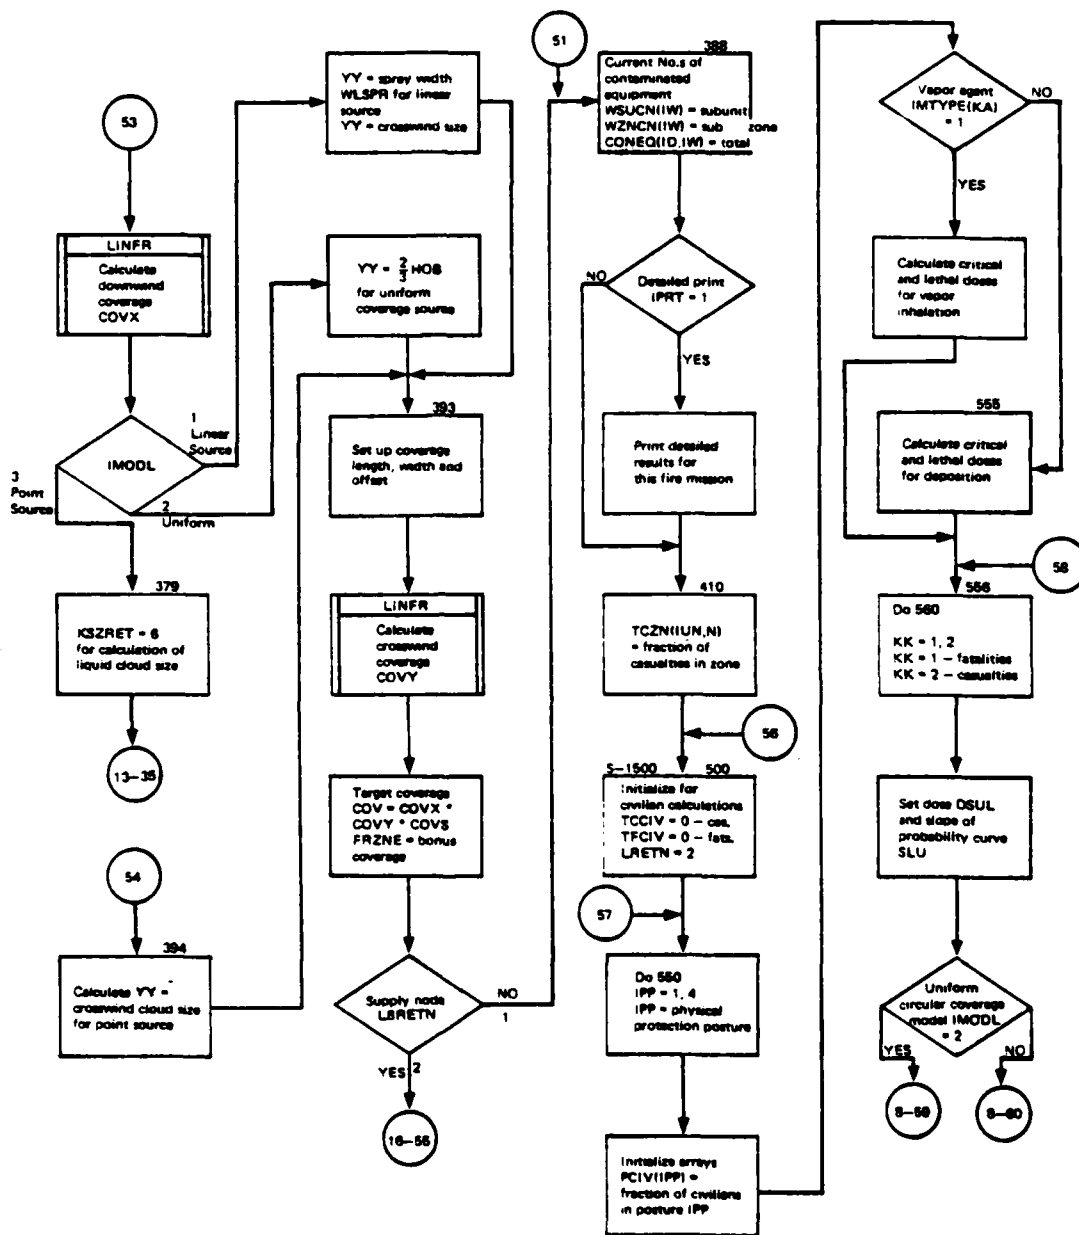 53
LINFR
Calculate
downwind
coverage
COVX
IMODL
1
Linear
Source
3
Point
Source
2
Uniform
379
KSZRET = 6
for calculation of
liquid cloud size
13-35
54
394
Calculate YY =
crosswind cloud size
for point source
YY = spray width
WLSPR for linear
source
YY = crosswind size
YY = 2/3 HOB
for uniform
coverage source
393
Set up coverage
length, width and
offset
LINFR
Calculate
crosswind
coverage
COVY
Target coverage
COV = COVX *
COVY * COVS
FRZNE = bonus
coverage
Supply node
LSRETN
NO
1
YES 2
16-55
51
388
Current No.s of
contaminated
equipment
WSUCN(IW) = subunit
WZNCN(IW) = sub zone
CONEQ(ID,IW) = total
Detailed print
IPRT = 1
NO
YES
Print detailed
results for
this fire mission
410
TCZN(IUN,N)
= fraction of
casualties in zone
56
S-1500 500
Initialize for
civilian calculations
TCCIV = 0 - cas.
TFCIV = 0 - fats.
LRETN = 2
57
Do 550
IPP = 1, 4
IPP = physical
protection posture
Initialize arrays
PCIV(IPP) =
fraction of civilians
in posture IPP
Vapor agent
IMTYPE(KA)
= 1
NO
YES
Calculate critical
and lethal doses
for vapor
inhalation
555
Calculate critical
and lethal doses
for deposition
58
556
Do 560
KK = 1, 2
KK = 1 - fatalities
KK = 2 - casualties
Set dose DSUL
and slope of
probability curve
SLU
Uniform
circular coverage
model IMODL
= 2
YES
NO
8-59
8-60